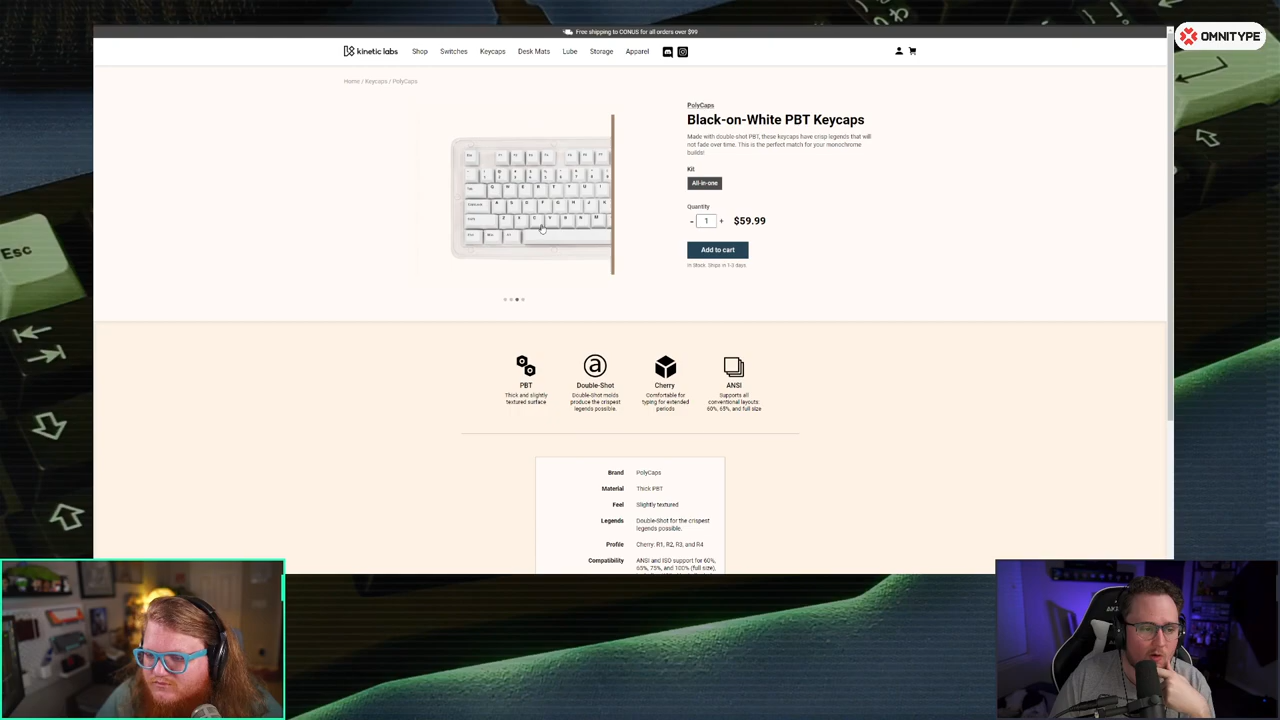 Free shipping to CONUS for all orders over $99
OMNITYPE
kinetic labs
Shop
Switches
Keycaps
Desk Mats
Lube
Storage
Apparel
Home / Keycaps / PolyCaps
PolyCaps
Black-on-White PBT Keycaps
Made with double-shot PBT, these keycaps have crisp legends that will
not fade over time. This is the perfect match for your monochrome
builds!
Kit
All-in-one
Quantity
- 1 + $59.99
Add to cart
In Stock. Ships in 1-3 days.
Esc
PBT
Thick and slightly
textured surface
Double-Shot
Double-Shot molds
produce the crispest
legends possible.
Cherry
Comfortable for
typing for extended
periods
ANSI
Supports all
conventional layouts:
60%, 65%, and full size
Brand PolyCaps
Material Thick PBT
Feel Slightly textured
Legends Double-Shot for the crispest
legends possible.
Profile Cherry: R1, R2, R3, and R4
Compatibility ANSI and ISO support for 60%,
65%, 75%, and 100% (full size),